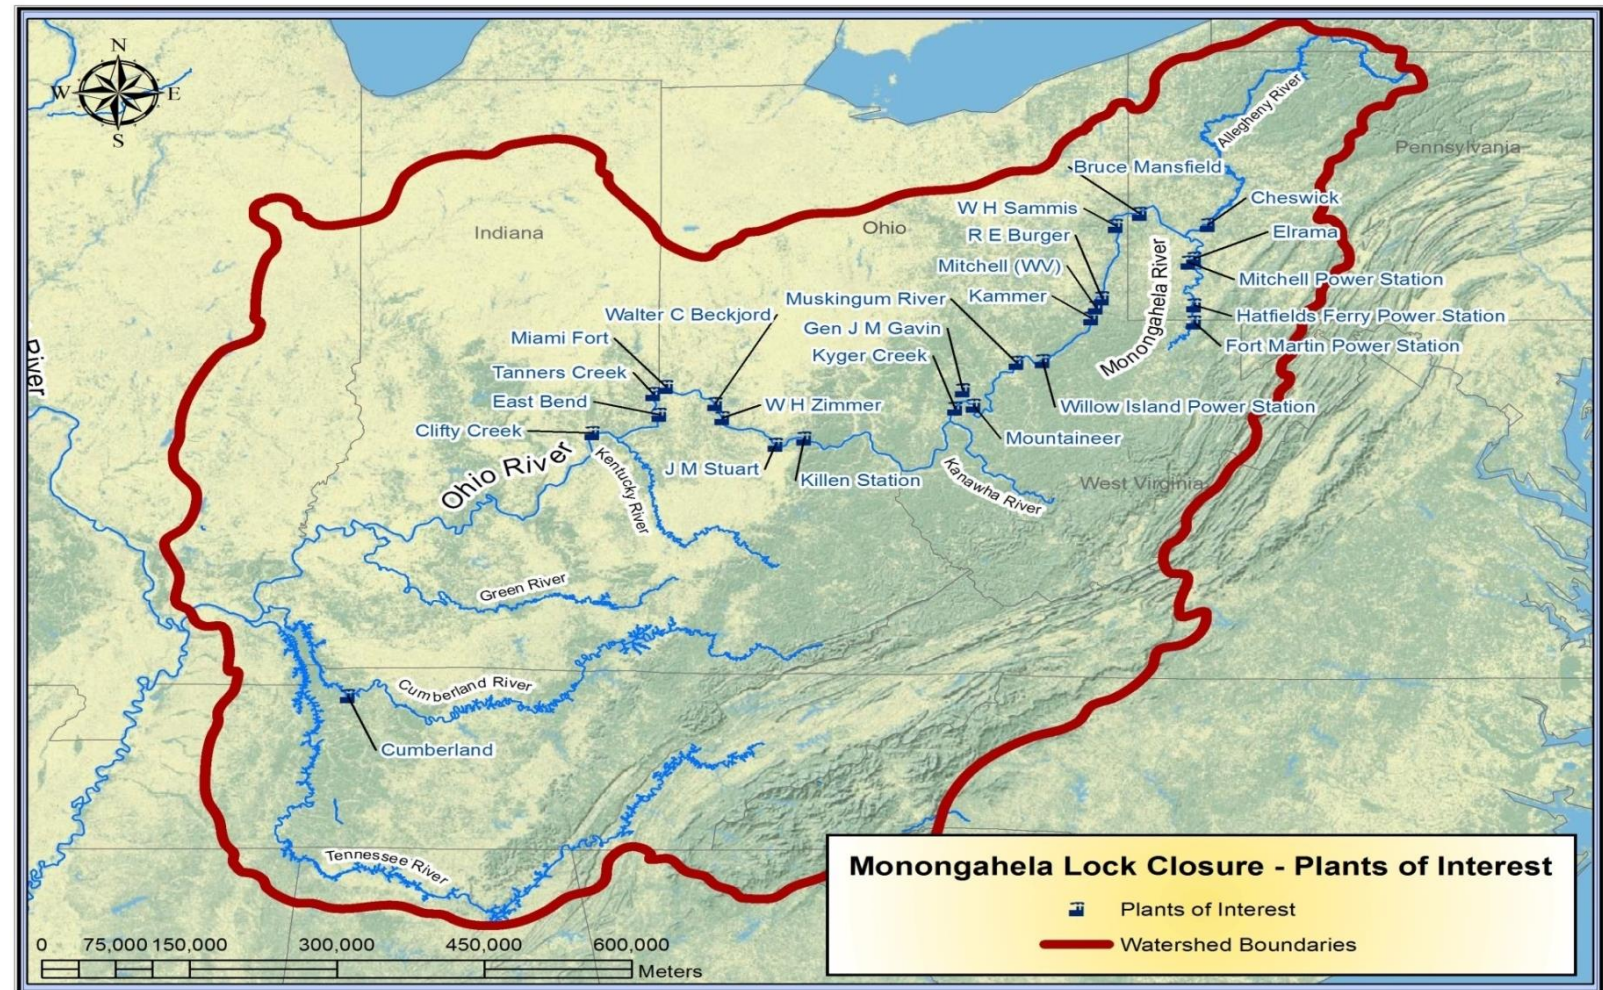 N
W
E
S
Allegheny River
Pennsylvania
Bruce Mansfield
Cheswick
W H Sammis
Ohio
Indiana
R E Burger
Elrama
Monongahela River
Mitchell (WV)
Mitchell Power Station
Muskingum River
Kammer
Walter C Beckjord
Hatfields Ferry Power Station
Gen J M Gavin
Miami Fort
Kyger Creek
Fort Martin Power Station
River
Tanners Creek
East Bend
W H Zimmer
Willow Island Power Station
Clifty Creek
Mountaineer
Ohio River
Kentucky River
J M Stuart
Killen Station
Kanawha River
West Virginia
Green River
Cumberland River
Cumberland
Tennessee River
Monongahela Lock Closure - Plants of Interest
Plants of Interest
Watershed Boundaries
0 75,000 150,000 300,000 450,000 600,000
Meters